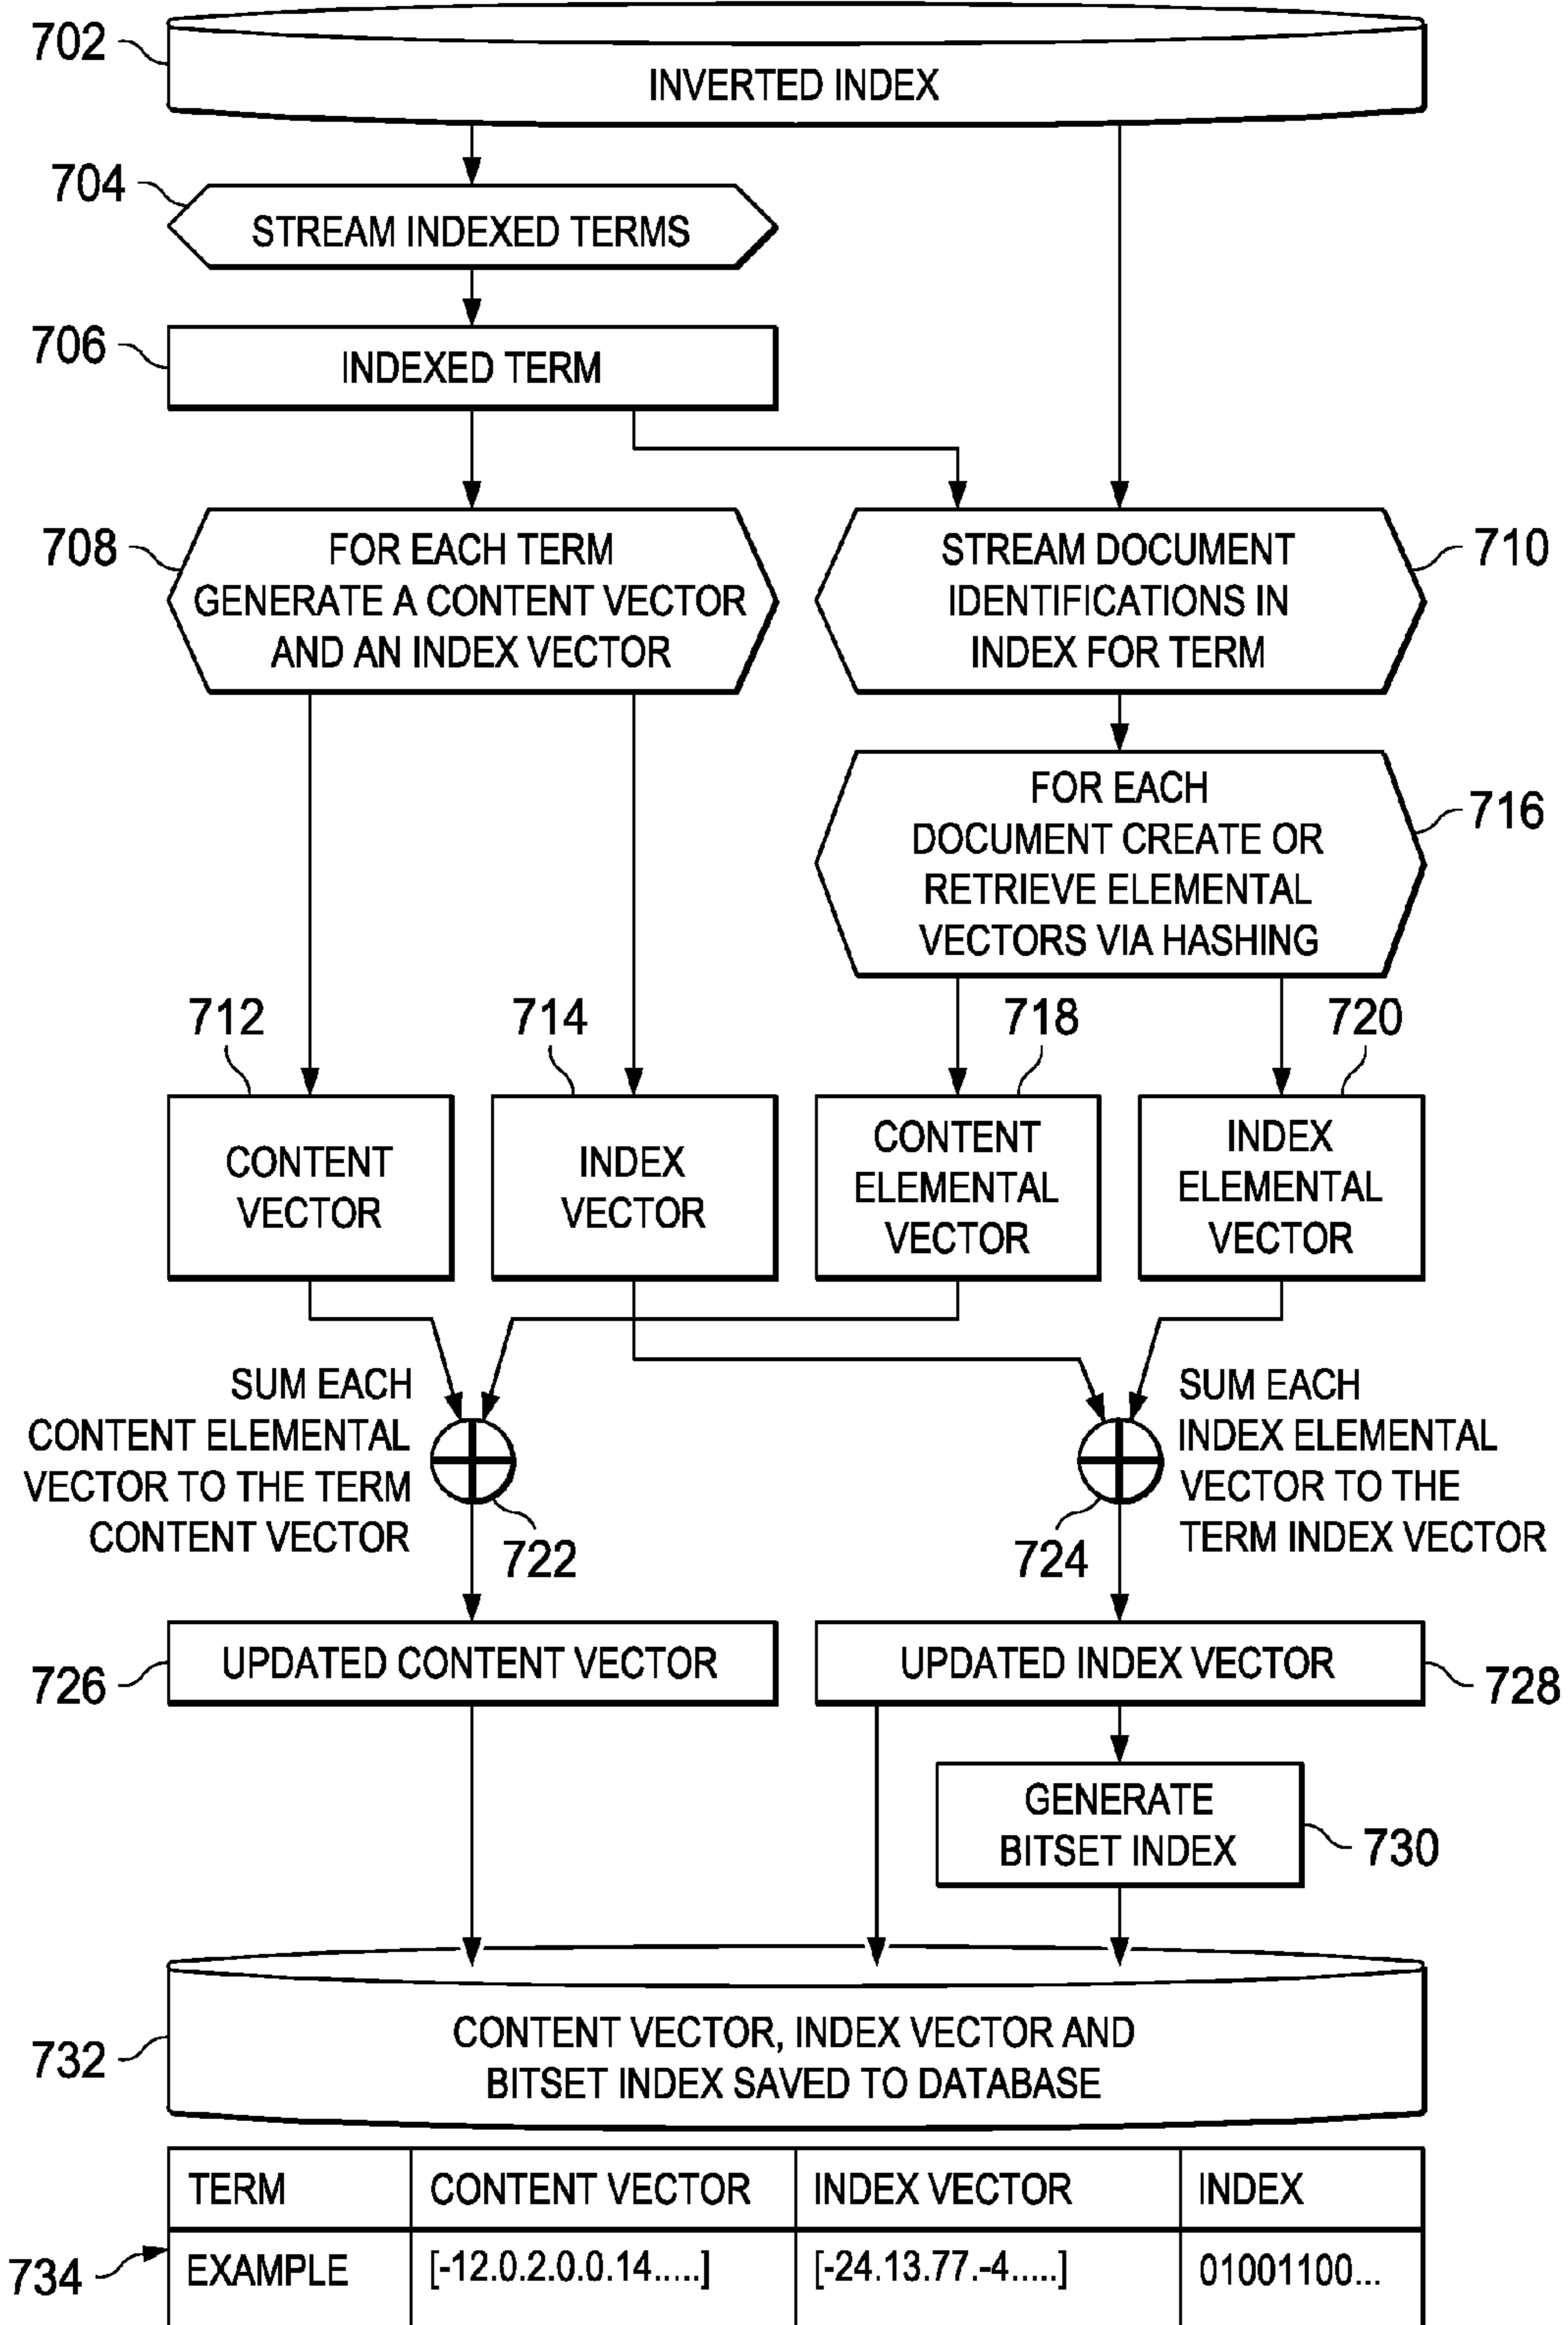 702
INVERTED INDEX
704
STREAM INDEXED TERMS
706
INDEXED TERM
708
FOR EACH TERM
GENERATE A CONTENT VECTOR
AND AN INDEX VECTOR
STREAM DOCUMENT
IDENTIFICATIONS IN
INDEX FOR TERM
710
FOR EACH
DOCUMENT CREATE OR
RETRIEVE ELEMENTAL
VECTORS VIA HASHING
716
712
714
718
720
CONTENT
VECTOR
INDEX
VECTOR
CONTENT
ELEMENTAL
VECTOR
INDEX
ELEMENTAL
VECTOR
SUM EACH
CONTENT ELEMENTAL
VECTOR TO THE TERM
CONTENT VECTOR
722
724
SUM EACH
INDEX ELEMENTAL
VECTOR TO THE
TERM INDEX VECTOR
726
UPDATED CONTENT VECTOR
UPDATED INDEX VECTOR
728
GENERATE
BITSET INDEX
730
732
CONTENT VECTOR, INDEX VECTOR AND
BITSET INDEX SAVED TO DATABASE
TERM CONTENT VECTOR INDEX VECTOR INDEX
734 EXAMPLE [-12.0.2.0.0.14.....] [-24.13.77.-4.....] 01001100...